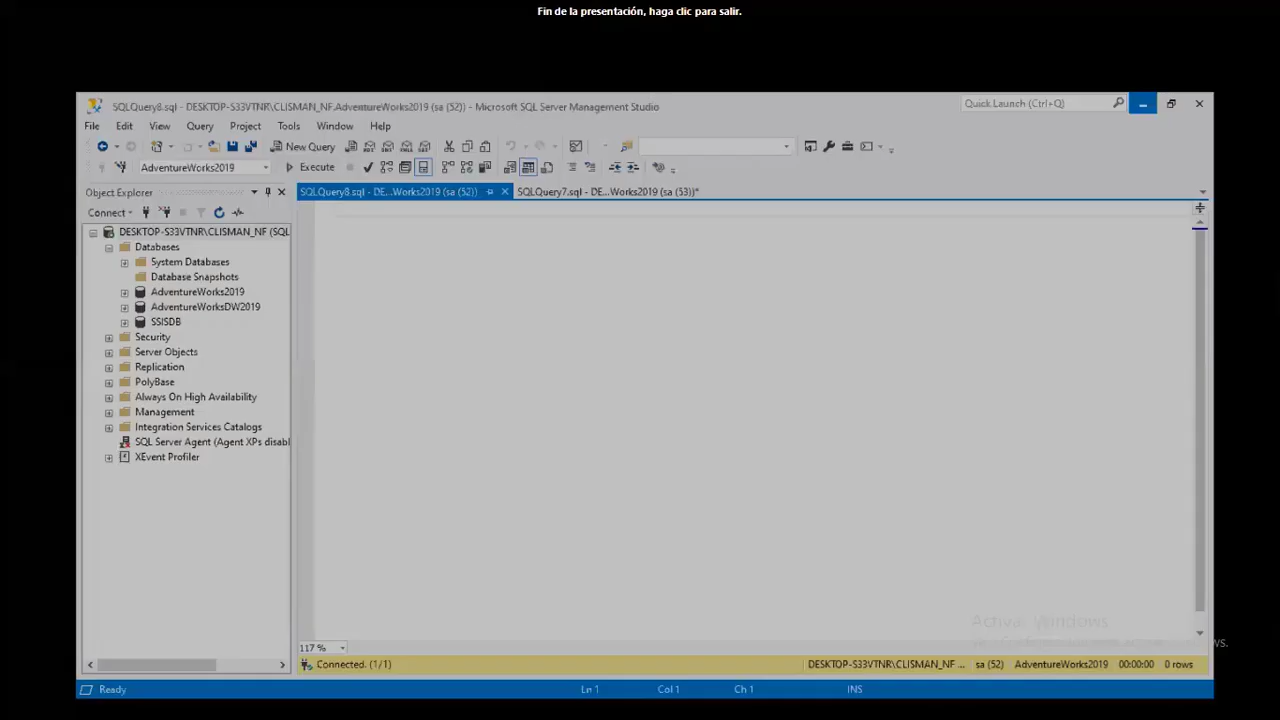 Fin de la presentación, haga clic para salir.
SQLQuery8.sql - DESKTOP-S33VTNR\CLISMAN_NF.AdventureWorks2019 (sa (52)) - Microsoft SQL Server Management Studio
Quick Launch (Ctrl+Q)
File Edit View Query Project Tools Window Help
New Query
AdventureWorks2019 Execute
Object Explorer
SQLQuery8.sql - DE...Works2019 (sa (52)) SQLQuery7.sql - DE...Works2019 (sa (53))*
Connect
DESKTOP-S33VTNR\CLISMAN_NF (SQL
Databases
System Databases
Database Snapshots
AdventureWorks2019
AdventureWorksDW2019
SSISDB
Security
Server Objects
Replication
PolyBase
Always On High Availability
Management
Integration Services Catalogs
SQL Server Agent (Agent XPs disabl
XEvent Profiler
Windows
117 %
Connected. (1/1) DESKTOP-S33VTNR\CLISMAN_NF ... sa (52) AdventureWorks2019 00:00:00 0 rows
Ready Ln 1 Col 1 Ch 1 INS